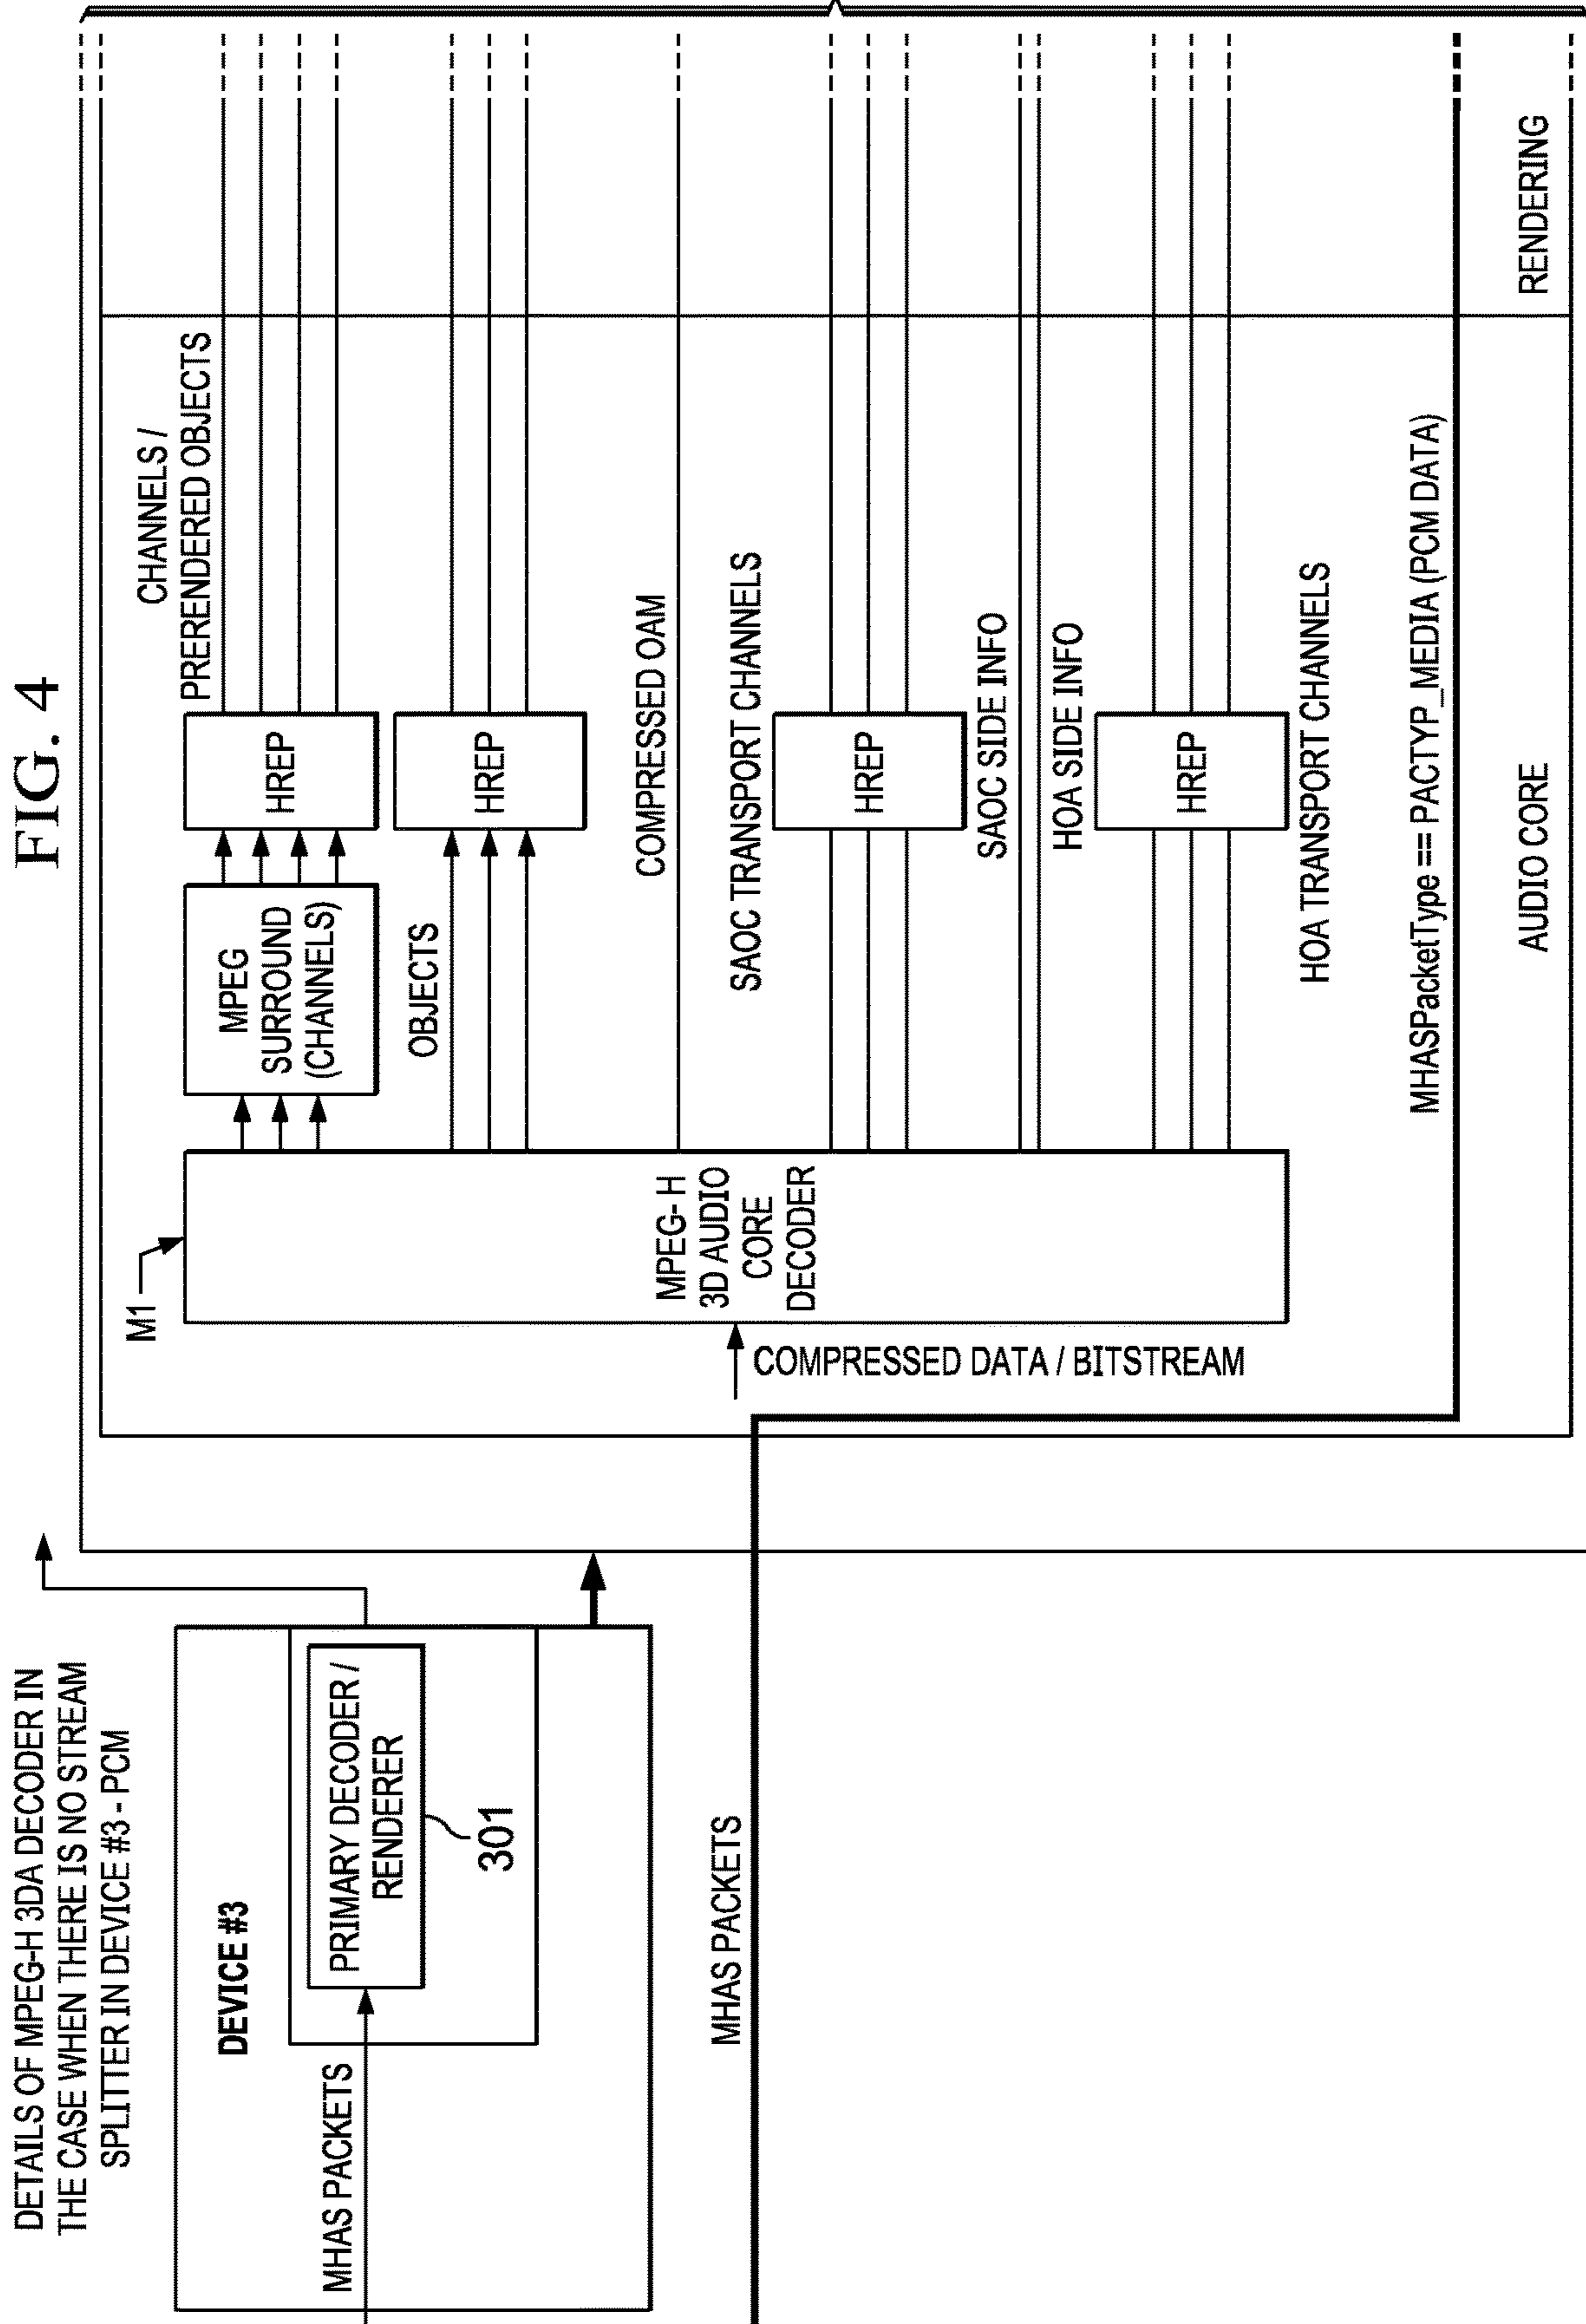 FIG. 4
DETAILS OF MPEG-H 3DA DECODER IN
THE CASE WHEN THERE IS NO STREAM
SPLITTER IN DEVICE #3 - PCM
DEVICE #3
MHAS PACKETS
PRIMARY DECODER /
RENDERER
301
MHAS PACKETS
M1
COMPRESSED DATA / BITSTREAM
MPEG- H
3D AUDIO
CORE
DECODER
MPEG
SURROUND
(CHANNELS)
HREP
CHANNELS /
PRERENDERED OBJECTS
OBJECTS
HREP
COMPRESSED OAM
SAOC TRANSPORT CHANNELS
HREP
SAOC SIDE INFO
HOA SIDE INFO
HREP
HOA TRANSPORT CHANNELS
MHASPacketType == PACTYP_MEDIA (PCM DATA)
AUDIO CORE
RENDERING